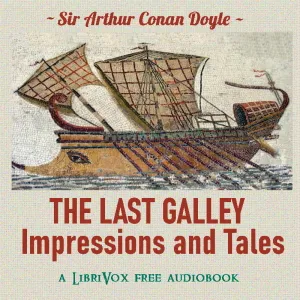 ~ Sir Arthur Conan Doyle ~
THE LAST GALLEY
Impressions and Tales
A LIBRIVOX FREE AUDIOBOOK